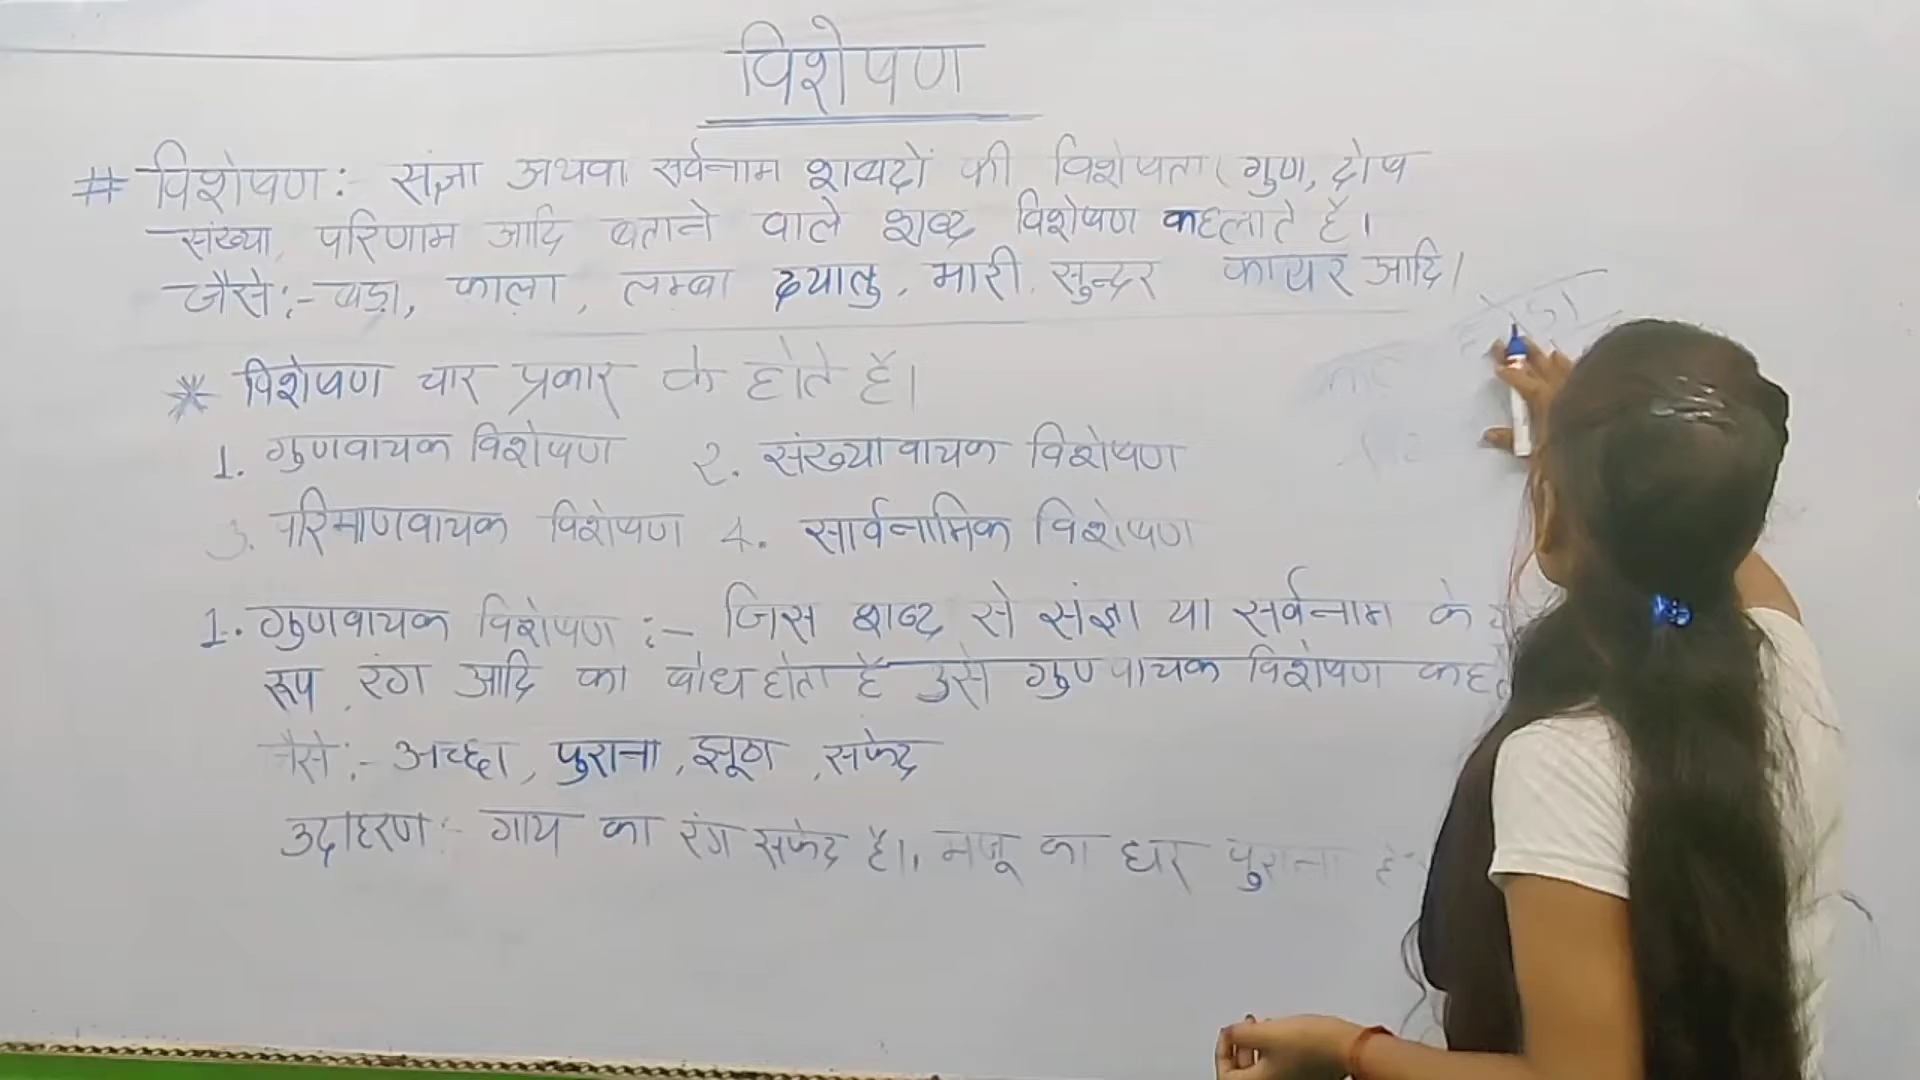 विशेषण
# विशेषण :- संज्ञा अथवा सर्वनाम शब्दों की विशेषता (गुण, दोष
संख्या, परिणाम आदि बताने वाले शब्द विशेषण कहलाते हैं।
जैसे :- बड़ा, काला, लम्बा दयालु, मारी, सुन्दर कायर आदि।
* विशेषण चार प्रकार के होते हैं।
1. गुणवाचक विशेषण 2. संख्यावाचक विशेषण
3. परिमाणवाचक विशेषण 4. सार्वनामिक विशेषण
1. गुणवाचक विशेषण :- जिस शब्द से संज्ञा या सर्वनाम के
रूप, रंग आदि का बोध होता है उसे गुणवाचक विशेषण
जैसे :- अच्छा, पुराना, झूठा, सफेद
उदाहरण :- गाय का रंग सफेद है।, का घर पुराना है